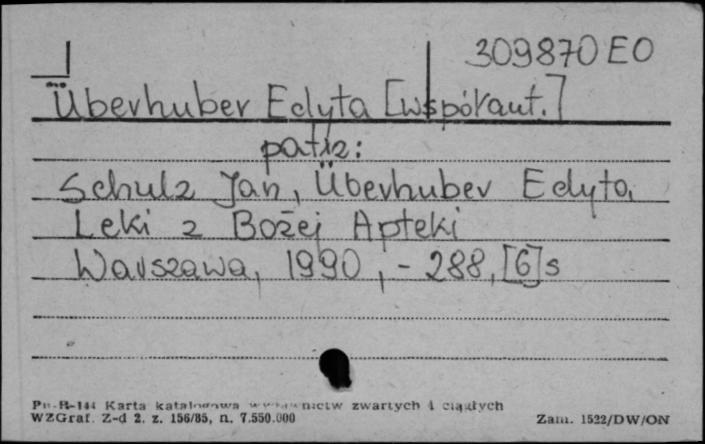 309870 EO
Überhuber Edyta [współaut.]
patrz:
Schulz Jan, Überhuber Edyta
Leki z Bożej Apteki
Warszawa, 1990, - 288, [6] s
Pu-B-144 Karta katalogowa wydawnictw zwartych i ciągłych
WZGraf. Z-d 2. z. 156/85, n. 7.550.000 Zam. 1522/DW/ON